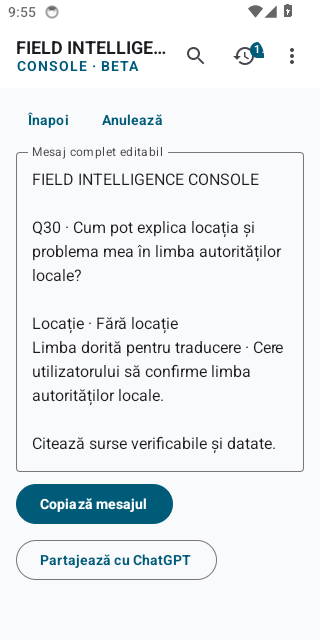 9:55
FIELD INTELLIGE…
CONSOLE · BETA
1
Înapoi
Anulează
Mesaj complet editabil
FIELD INTELLIGENCE CONSOLE
Q30 · Cum pot explica locația și
problema mea în limba autorităților
locale?
Locație · Fără locație
Limba dorită pentru traducere · Cere
utilizatorului să confirme limba
autorităților locale.
Citează surse verificabile și datate.
Copiază mesajul
Partajează cu ChatGPT